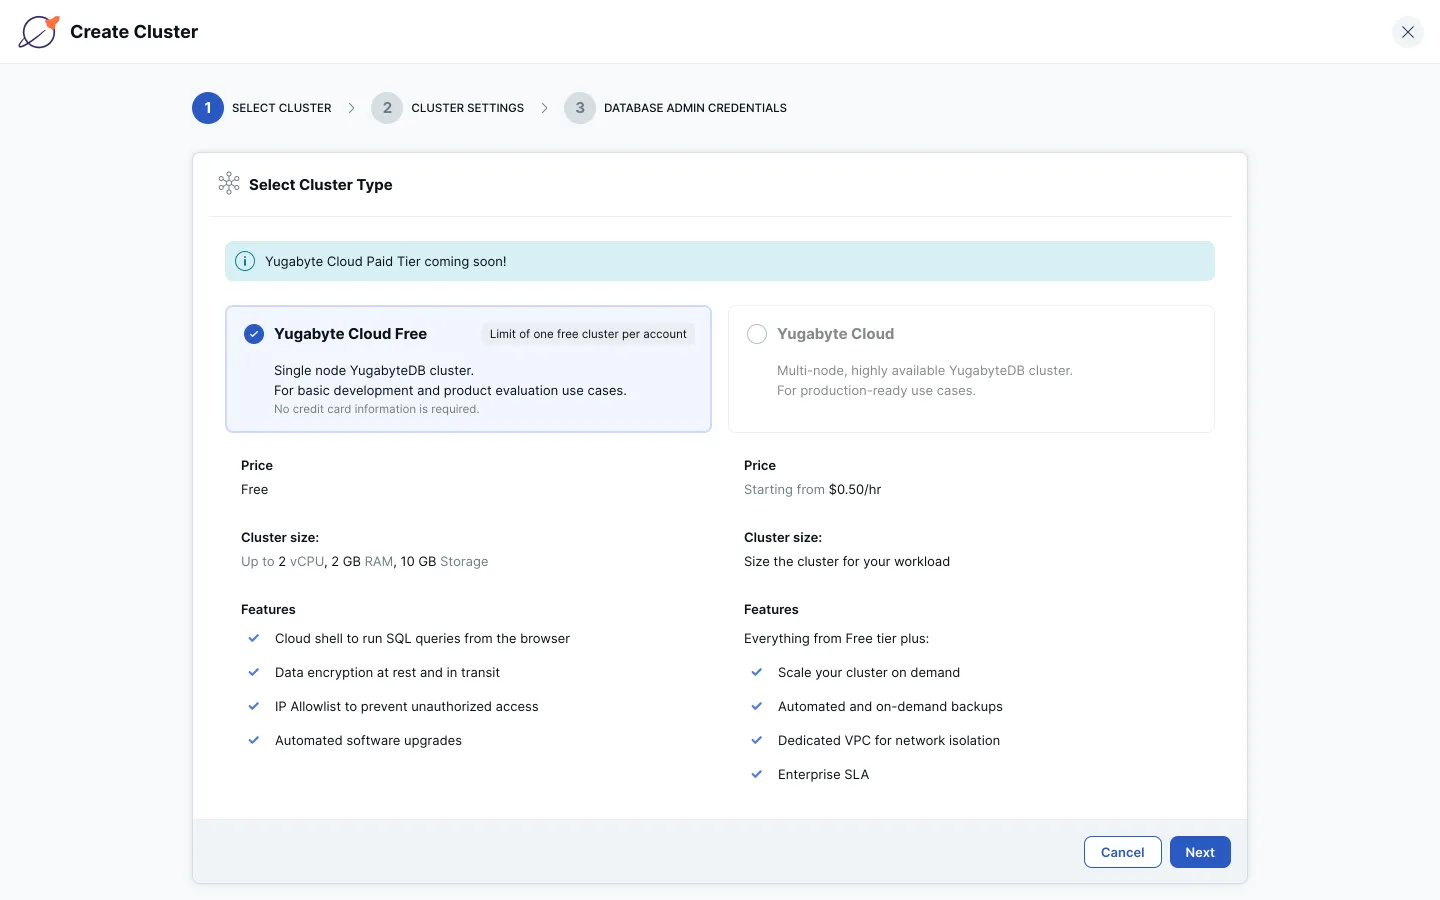 Create Cluster
1 SELECT CLUSTER 2 CLUSTER SETTINGS 3 DATABASE ADMIN CREDENTIALS
Select Cluster Type
Yugabyte Cloud Paid Tier coming soon!
Yugabyte Cloud Free
Limit of one free cluster per account
Single node YugabyteDB cluster.
For basic development and product evaluation use cases.
No credit card information is required.
Yugabyte Cloud
Multi-node, highly available YugabyteDB cluster.
For production-ready use cases.
Price
Free
Cluster size:
Up to 2 vCPU, 2 GB RAM, 10 GB Storage
Features
Cloud shell to run SQL queries from the browser
Data encryption at rest and in transit
IP Allowlist to prevent unauthorized access
Automated software upgrades
Price
Starting from $0.50/hr
Cluster size:
Size the cluster for your workload
Features
Everything from Free tier plus:
Scale your cluster on demand
Automated and on-demand backups
Dedicated VPC for network isolation
Enterprise SLA
Cancel
Next